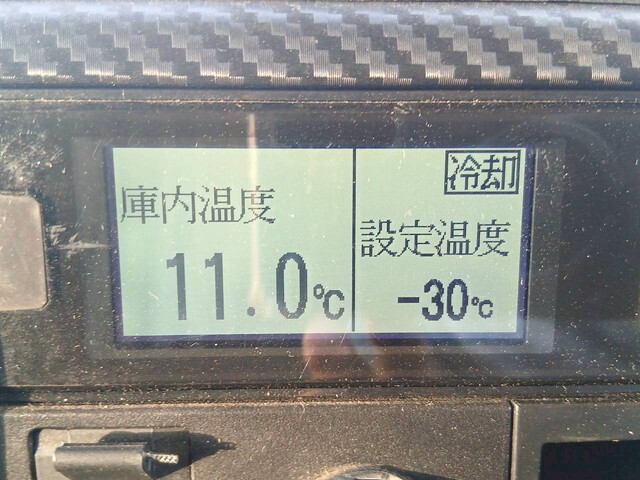 庫内温度
11.0℃
冷却
設定温度
-30℃